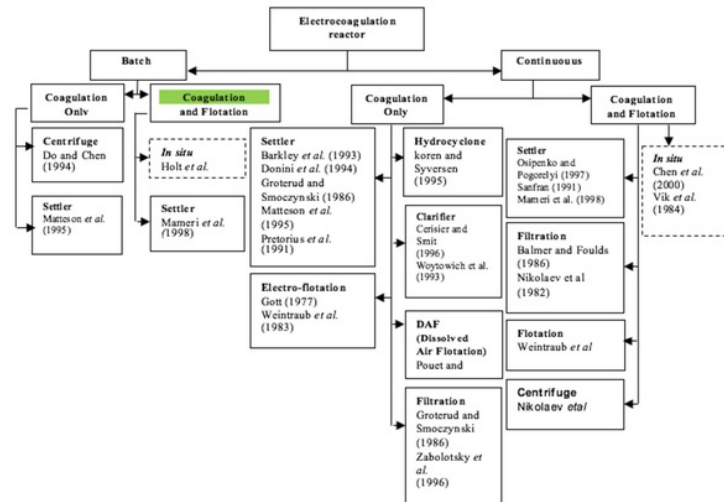 Electrocoagulation
reactor
Batch
Continuouus
Coagulation
Only
Coagulation
and Flotation
Coagulation
Only
Coagulation
and Flotation
Centrifuge
Do and Chen
(1994)
Settler
Matteson et al.
(1995)
In situ
Holt et al.
Settler
Mameri et al.
(1998)
Settler
Barkley et al. (1993)
Donini et al. (1994)
Groterud and
Smoczynski (1986)
Matteson et al.
(1995)
Pretorius et al.
(1991)
Electro-flotation
Gott (1977)
Weintraub et al.
(1983)
Hydrocyclone
koren and
Syversen
(1995)
Clarifier
Cerisier and
Smit
(1996)
Woytowich et al.
(1993)
DAF
(Dissolved
Air Flotation)
Pouet and
Filtration
Groterud and
Smoczynski
(1986)
Zabolotsky et
al.
(1996)
Settler
Osipenko and
Pogorelyi (1997)
Sanfran (1991)
Mameri et al. (1998)
Filtration
Balmer and Foulds
(1986)
Nikolaev et al
(1982)
Flotation
Weintraub et al
Centrifuge
Nikolaev etal
In situ
Chen et al.
(2000)
Vik et al.
(1984)